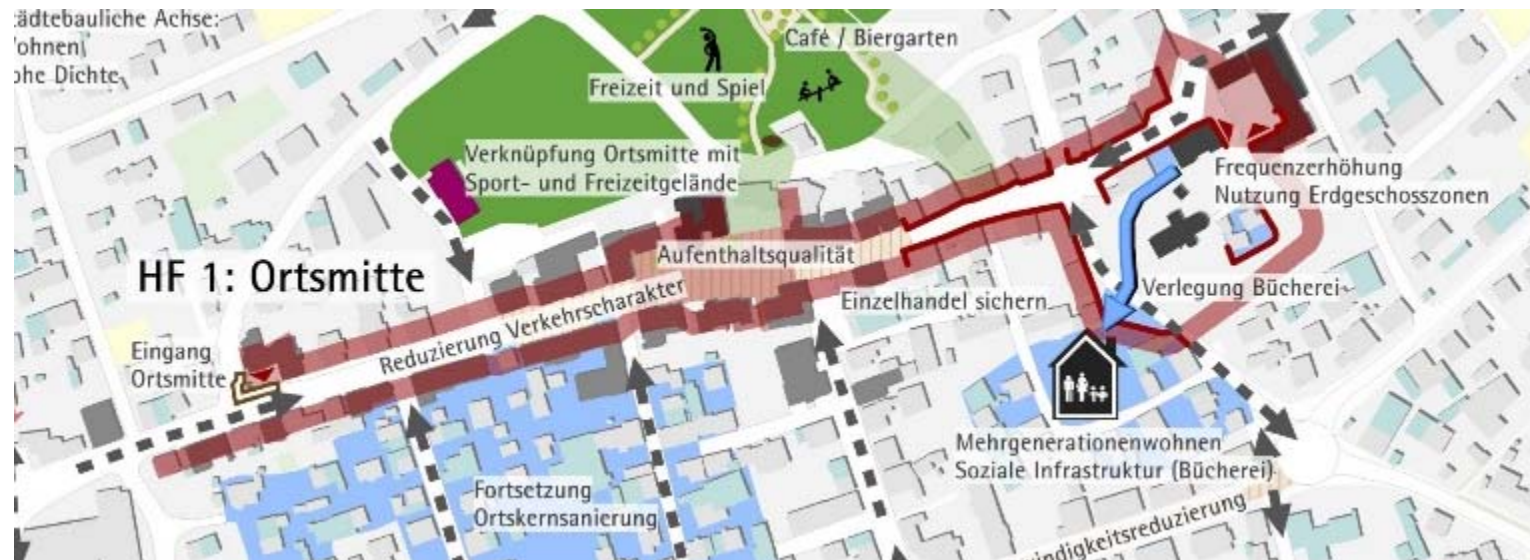 tädtebauliche Achse:
ohnen
ohe Dichte
Café / Biergarten
Freizeit und Spiel
Verknüpfung Ortsmitte mit
Sport- und Freizeitgelände
Frequenzerhöhung
Nutzung Erdgeschosszonen
Aufenthaltsqualität
HF 1: Ortsmitte
Einzelhandel sichern
Verlegung Bücherei
Reduzierung Verkehrscharakter
Eingang
Ortsmitte
Mehrgenerationenwohnen
Soziale Infrastruktur (Bücherei)
Fortsetzung
Ortskernsanierung
indigkeitsreduzierung